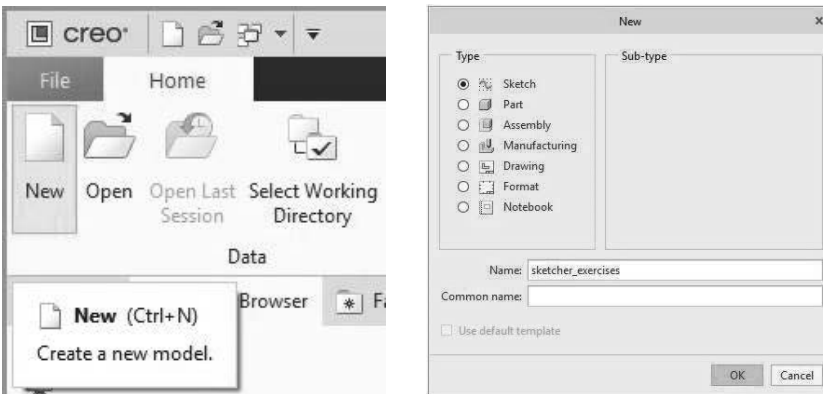 creo
File Home
New Open Open Last Session Select Working Directory
Data
Browser
New (Ctrl+N)
Create a new model.
New
Type Sub-type
Sketch
Part
Assembly
Manufacturing
Drawing
Format
Notebook
Name: sketcher_exercises
Common name:
Use default template
OK Cancel